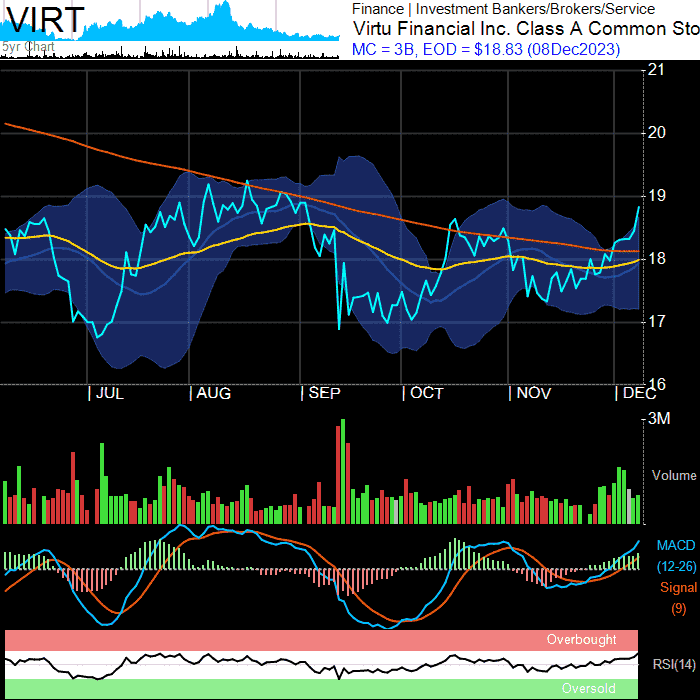 VIRT
5yr Chart
Finance | Investment Bankers/Brokers/Service
Virtu Financial Inc. Class A Common Sto
MC = 3B, EOD = $18.83 (08Dec2023)
21
20
19
18
17
16
| JUL | AUG | SEP | OCT | NOV | DEC
3M
Volume
MACD
(12-26)
Signal
(9)
Overbought
RSI(14)
Oversold